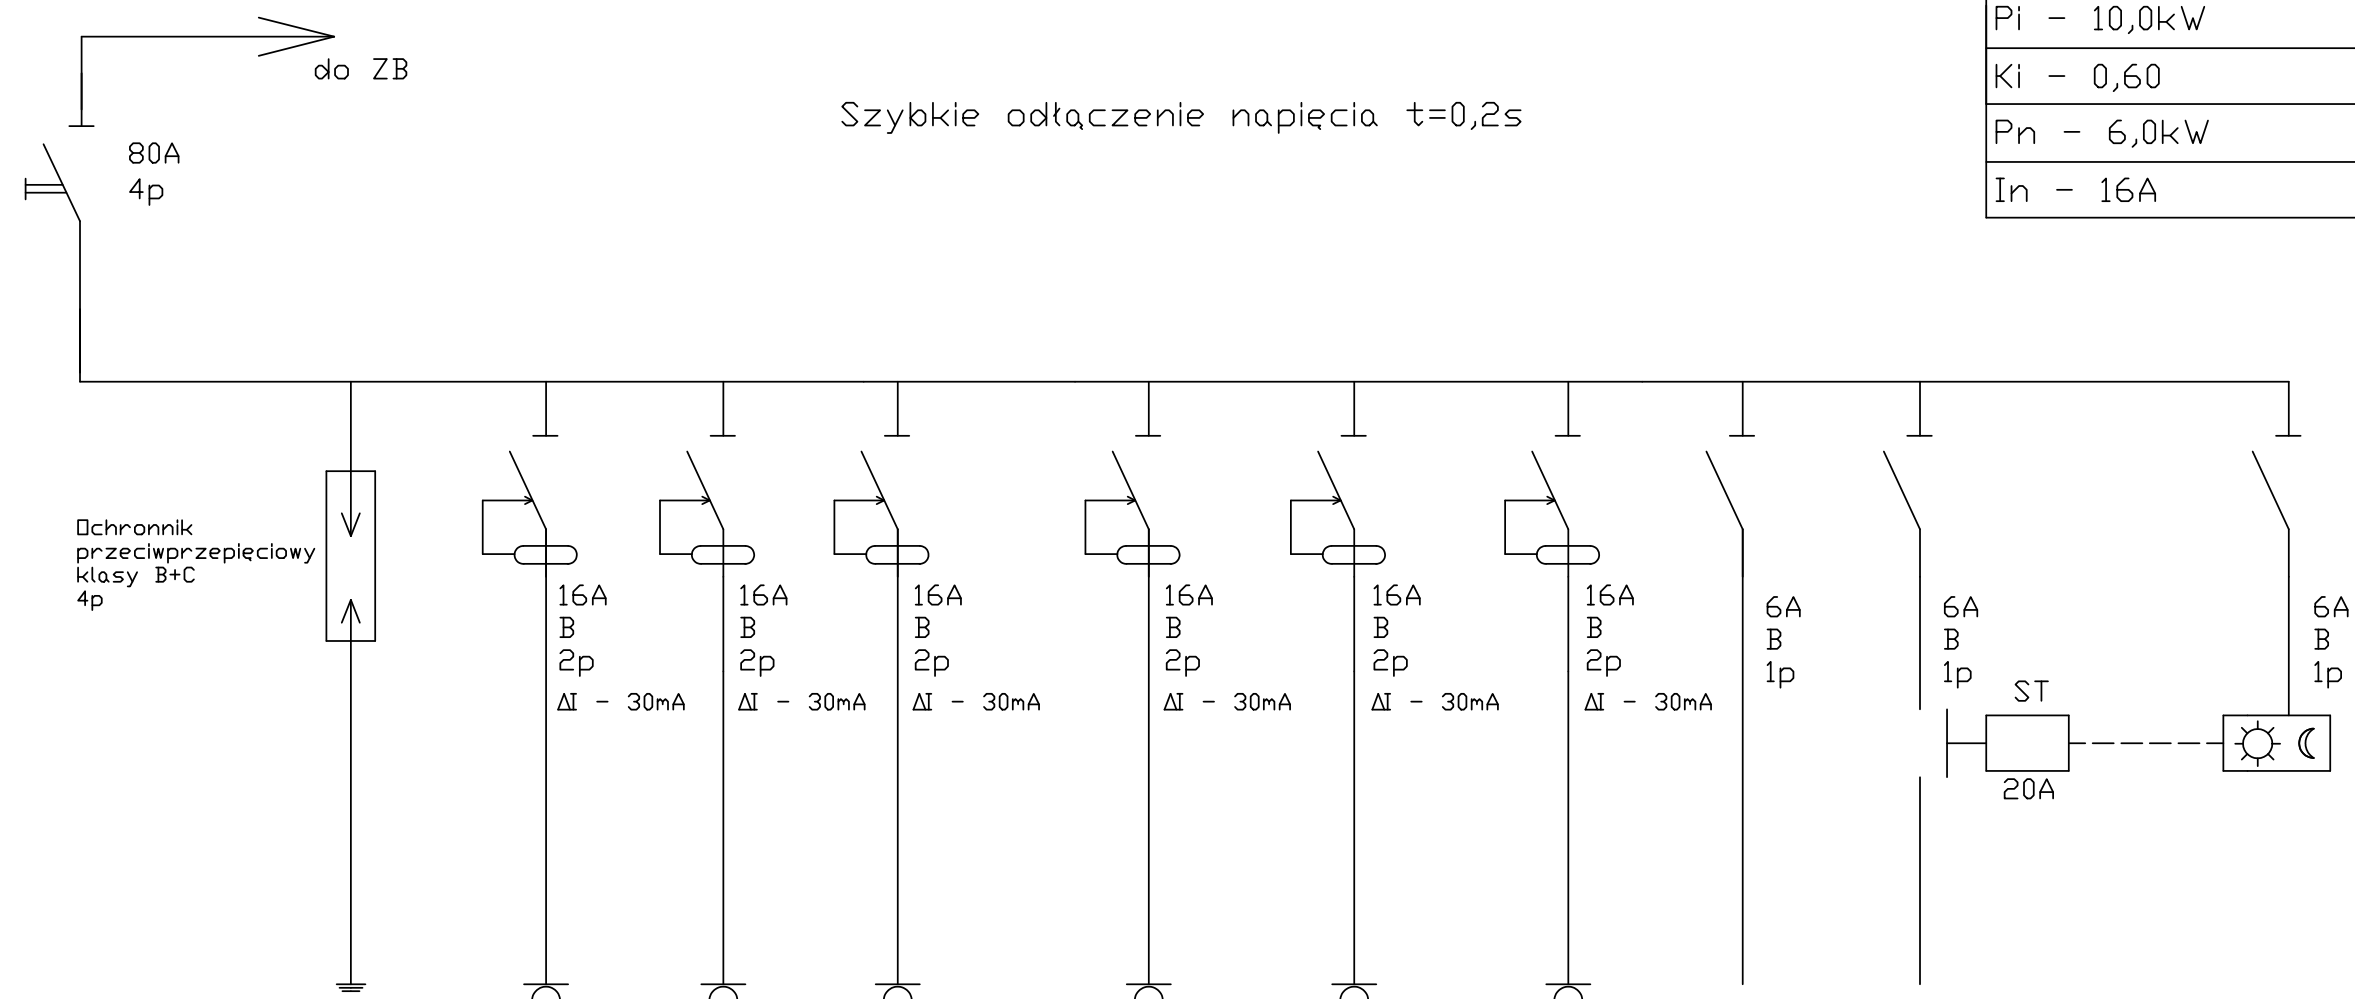 Pi - 10,0kW
do ZB
Ki - 0,60
Szybkie odłączenie napięcia t=0,2s
Pn - 6,0kW
80A
4p
In - 16A
Ochronnik
przeciwprzepięciowy
klasy B+C
4p
16A
B
2p
ΔI - 30mA
16A
B
2p
ΔI - 30mA
16A
B
2p
ΔI - 30mA
16A
B
2p
ΔI - 30mA
16A
B
2p
ΔI - 30mA
16A
B
2p
ΔI - 30mA
6A
B
1p
6A
B
1p
ST
20A
6A
B
1p